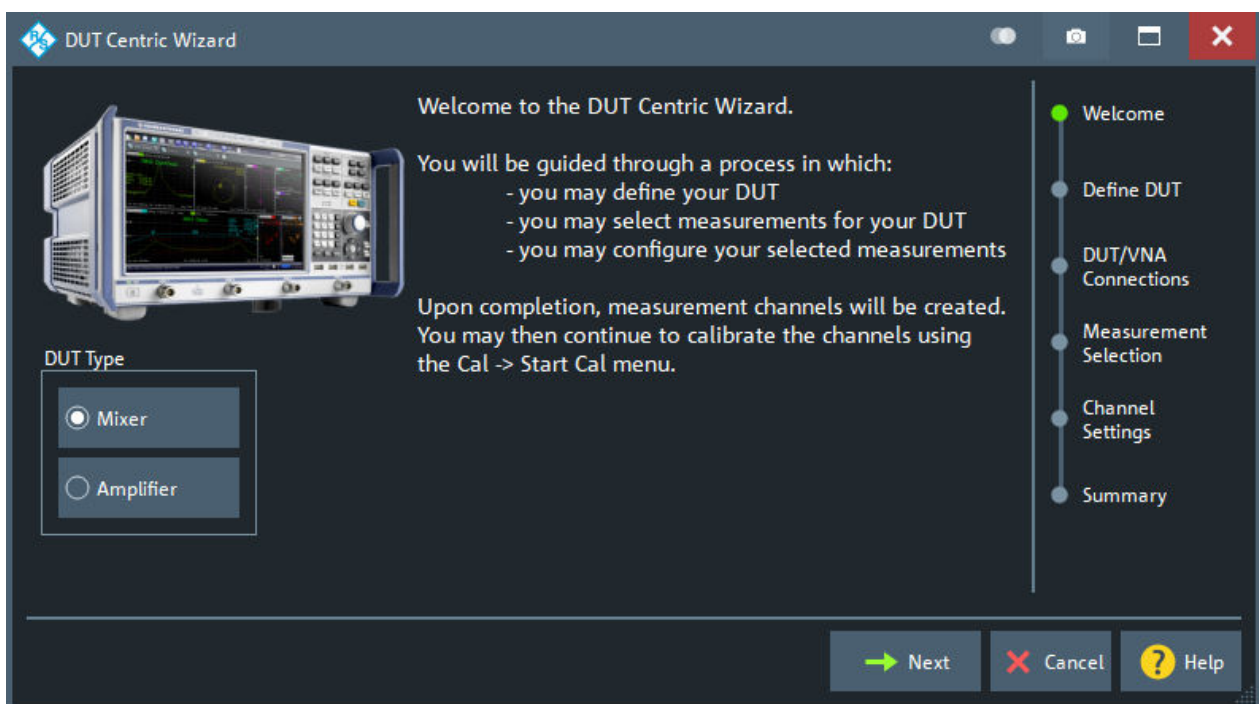 DUT Centric Wizard
Welcome to the DUT Centric Wizard.
You will be guided through a process in which:
- you may define your DUT
- you may select measurements for your DUT
- you may configure your selected measurements
Upon completion, measurement channels will be created.
You may then continue to calibrate the channels using
the Cal -> Start Cal menu.
DUT Type
Mixer
Amplifier
Welcome
Define DUT
DUT/VNA
Connections
Measurement
Selection
Channel
Settings
Summary
Next
Cancel
? Help